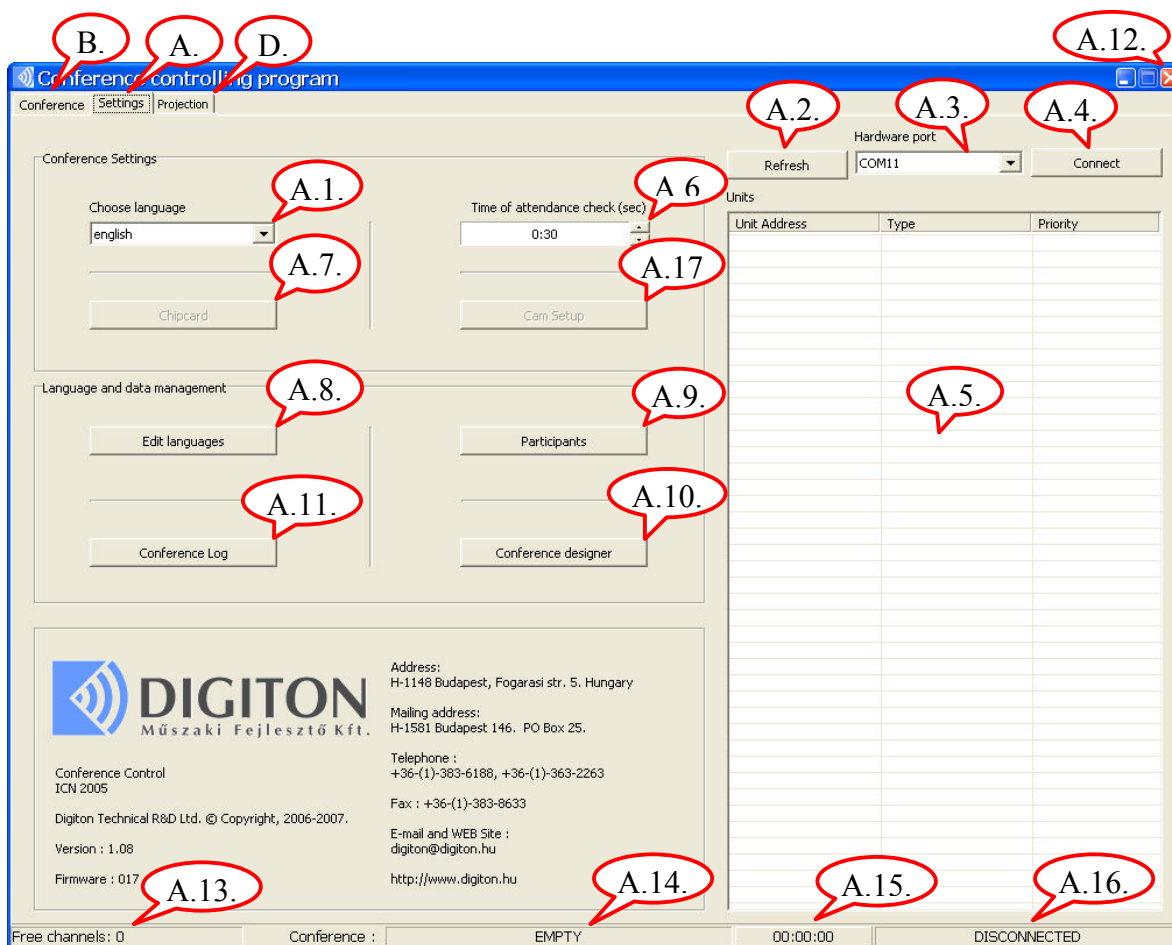 B.
A.
D.
A.12.
Conference controlling program
Conference Settings Projection
A.2.
A.3.
A.4.
Hardware port
Refresh
COM11
Connect
Conference Settings
A.1.
A.6
Choose language
Time of attendance check (sec)
english
0:30
A.7.
A.17
Chipcard
Cam Setup
Units
Unit Address Type Priority
A.5.
Language and data management
A.8.
A.9.
Edit languages
Participants
A.11.
A.10.
Conference Log
Conference designer
DIGITON
Műszaki Fejlesztő Kft.
Conference Control
ICN 2005
Digiton Technical R&D Ltd. © Copyright, 2006-2007.
Version : 1.08
Firmware : 017
Address:
H-1148 Budapest, Fogarasi str. 5. Hungary
Mailing address:
H-1581 Budapest 146. PO Box 25.
Telephone :
+36-(1)-383-6188, +36-(1)-363-2263
Fax : +36-(1)-383-8633
E-mail and WEB Site :
digiton@digiton.hu
http://www.digiton.hu
A.13.
A.14.
A.15.
A.16.
Free channels: 0
Conference :
EMPTY
00:00:00
DISCONNECTED